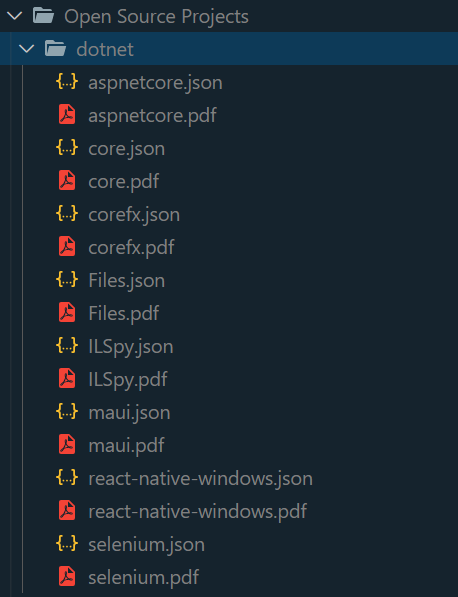 Open Source Projects
dotnet
{..} aspnetcore.json
aspnetcore.pdf
{..} core.json
core.pdf
{..} corefx.json
corefx.pdf
{..} Files.json
Files.pdf
{..} ILSpy.json
ILSpy.pdf
{..} maui.json
maui.pdf
{..} react-native-windows.json
react-native-windows.pdf
{..} selenium.json
selenium.pdf